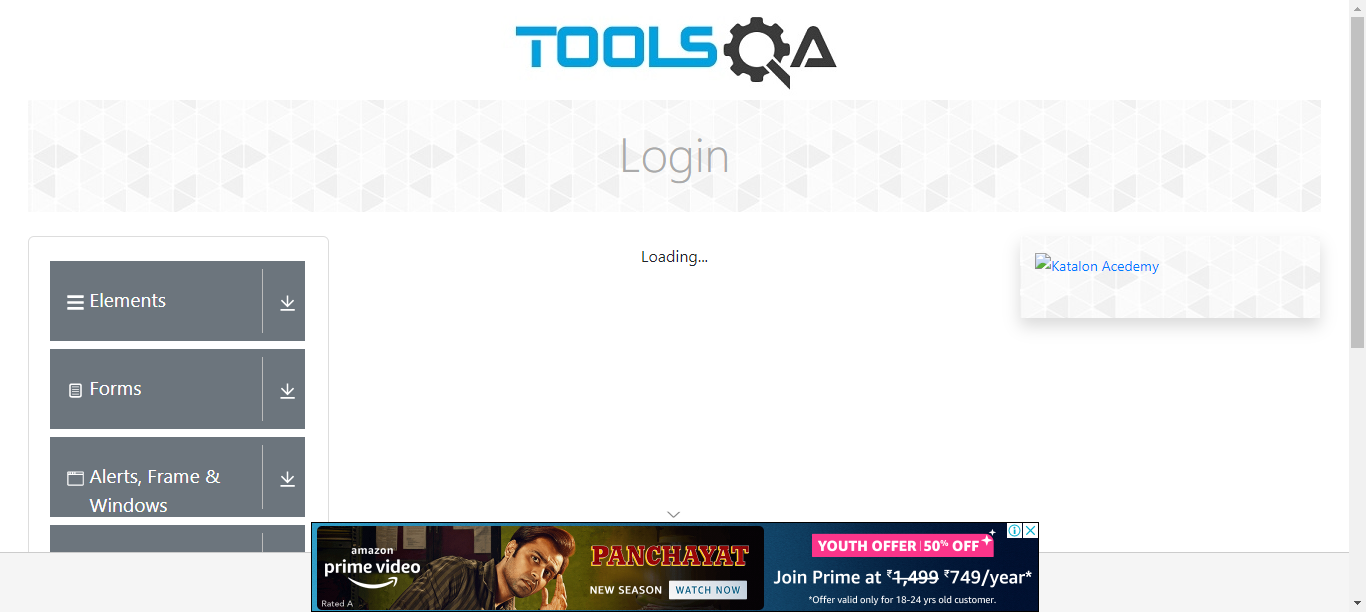 TOOLSQA
Login
Loading...
Katalon Acedemy
Elements
Forms
Alerts, Frame &
Windows
amazon
prime video
Rated A
PANCHAYAT
NEW SEASON WATCH NOW
YOUTH OFFER | 50% OFF
Join Prime at ₹1,499 ₹749/year*
*Offer valid only for 18-24 yrs old customer.